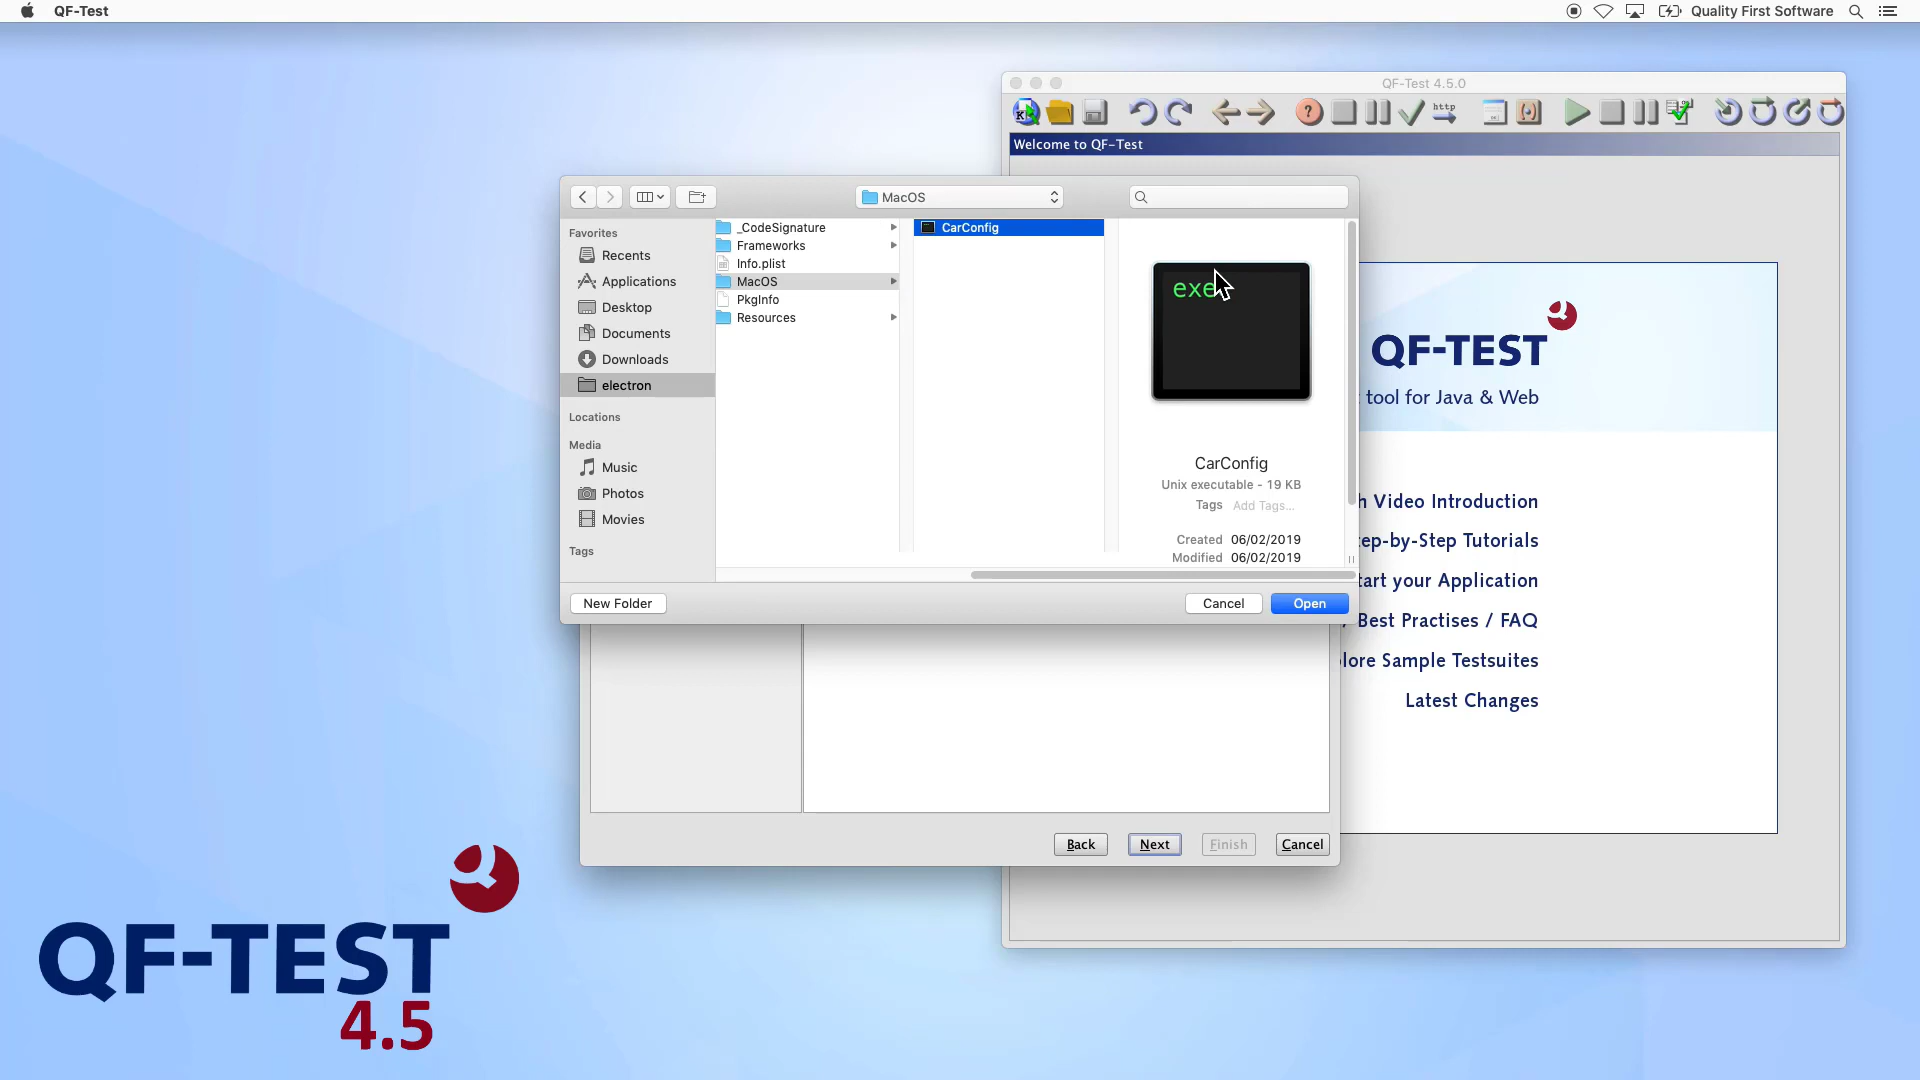 QF-Test
Quality First Software
QF-Test 4.5.0
http
Welcome to QF-Test
MacOS
Favorites
Recents
Applications
Desktop
Documents
Downloads
electron
Locations
Media
Music
Photos
Movies
Tags
_CodeSignature
Frameworks
Info.plist
MacOS
PkgInfo
Resources
CarConfig
exe
CarConfig
Unix executable - 19 KB
Tags Add Tags...
Created 06/02/2019
Modified 06/02/2019
New Folder
Cancel
Open
QF-TEST
tool for Java & Web
Video Introduction
ep-by-Step Tutorials
art your Application
/ Best Practises / FAQ
lore Sample Testsuites
Latest Changes
Back
Next
Finish
Cancel
QF-TEST
4.5